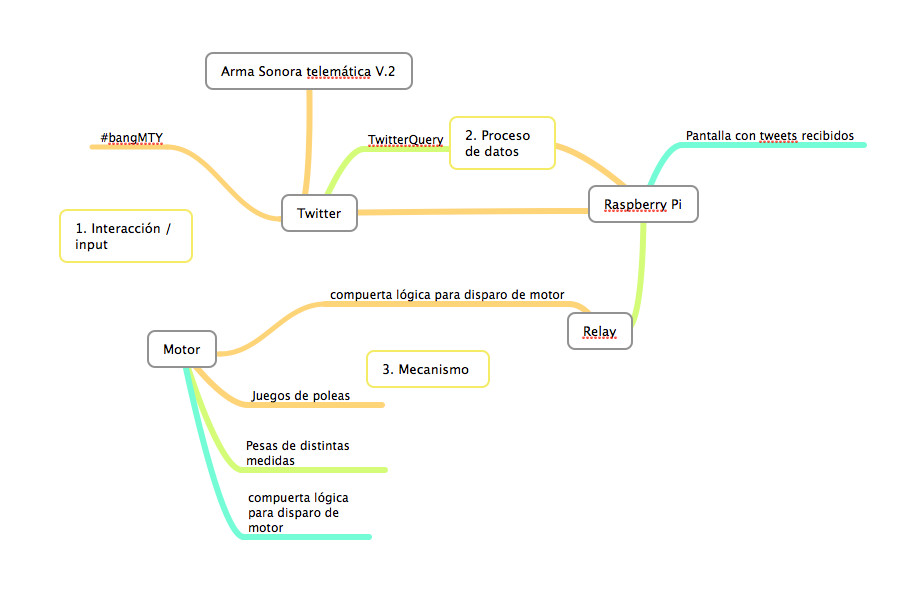 Arma Sonora telemática V.2
#bangMTY
TwitterQuery
2. Proceso
de datos
Pantalla con tweets recibidos
Twitter
Raspberry Pi
1. Interacción /
input
compuerta lógica para disparo de motor
Relay
Motor
3. Mecanismo
Juegos de poleas
Pesas de distintas
medidas
compuerta lógica
para disparo de
motor